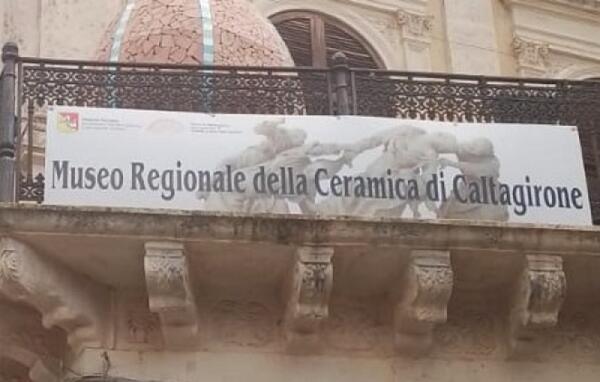 Museo Regionale della Ceramica di Caltagirone